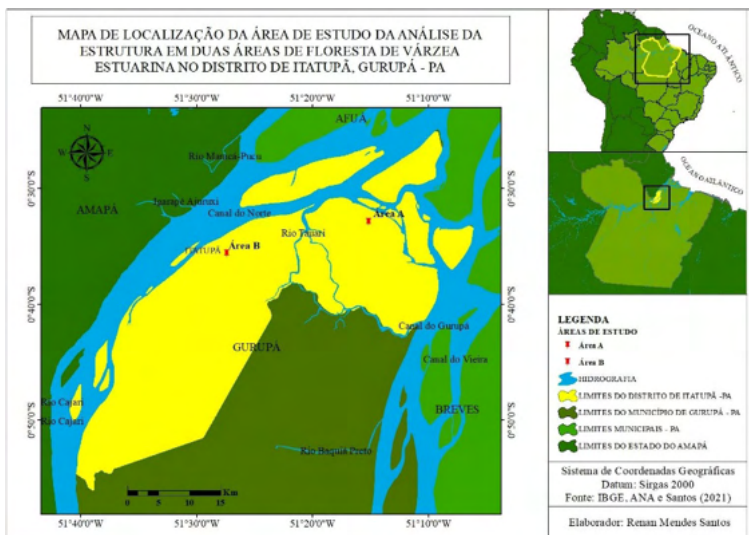 MAPA DE LOCALIZAÇÃO DA ÁREA DE ESTUDO DA ANÁLISE DA
ESTRUTURA EM DUAS ÁREAS DE FLORESTA DE VÁRZEA
ESTUARINA NO DISTRITO DE ITATUPÃ, GURUPÁ - PA
51°40'0"W 51°30'0"W 51°20'0"W 51°10'0"W
AFUÁ
N
W E
S
Rio Maniçá-Pucu
0°30'0"S 0°30'0"S
AMAPÁ
Canal do Norte
Área A
Rio Tajari
ITATUPÃ Área B
0°40'0"S 0°40'0"S
Canal do Gurupá
GURUPÁ
Canal do Vieira
Rio Cajari
BREVES
Rio Cajari
0°50'0"S 0°50'0"S
Rio Baquiá Preto
0 5 10 15 Km
51°40'0"W 51°30'0"W 51°20'0"W 51°10'0"W
OCEANO ATLÂNTICO
OCEANO ATLÂNTICO
LEGENDA
ÁREAS DE ESTUDO
Área A
Área B
HIDROGRAFIA
LIMITES DO DISTRITO DE ITATUPÃ -PA
LIMITES DO MUNICÍPIO DE GURUPÁ - PA
LIMITES MUNICIPAIS - PA
LIMITES DO ESTADO DO AMAPÁ
Sistema de Coordenadas Geográficas
Datum: Sirgas 2000
Fonte: IBGE, ANA e Santos (2021)
Elaborador: Renan Mendes Santos